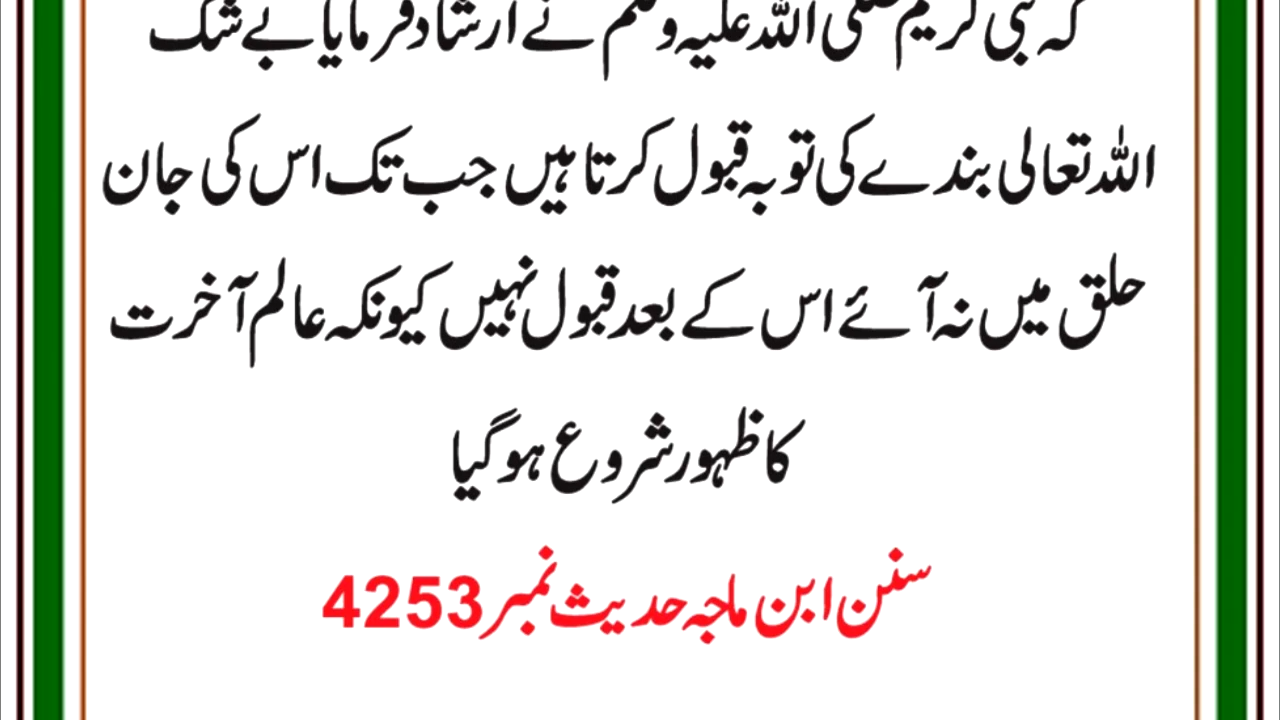 کہ نبی کریم صلی اللہ علیہ وسلم نے ارشاد فرمایا بے شک
اللہ تعالی بندے کی توبہ قبول کرتا ہیں جب تک اس کی جان
حلق میں نہ آئے اس کے بعد قبول نہیں کیونکہ عالم آخرت
کا ظہور شروع ہو گیا
سنن ابن ماجہ حدیث نمبر 4253